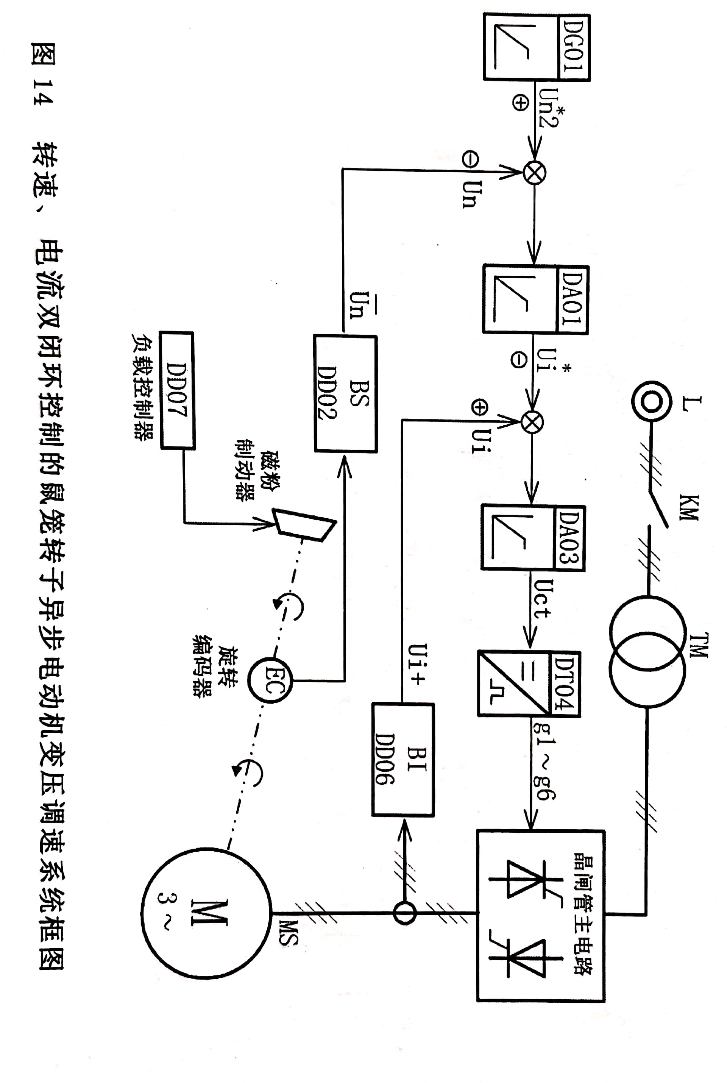 L
KM
TM
DG01
Un2*
⊕
DA01
Ui*
⊖
DA03
Uct
DT04
g1～g6
晶闸管主电路
⊖
Un
⊕
Ui
Ui+
BI
DD06
MS
U̅n
BS
DD02
磁粉
制动器
EC
旋转
编码器
M
3～
DD07
负载控制器
图 14 转速、电流双闭环控制的鼠笼转子异步电动机变压调速系统框图